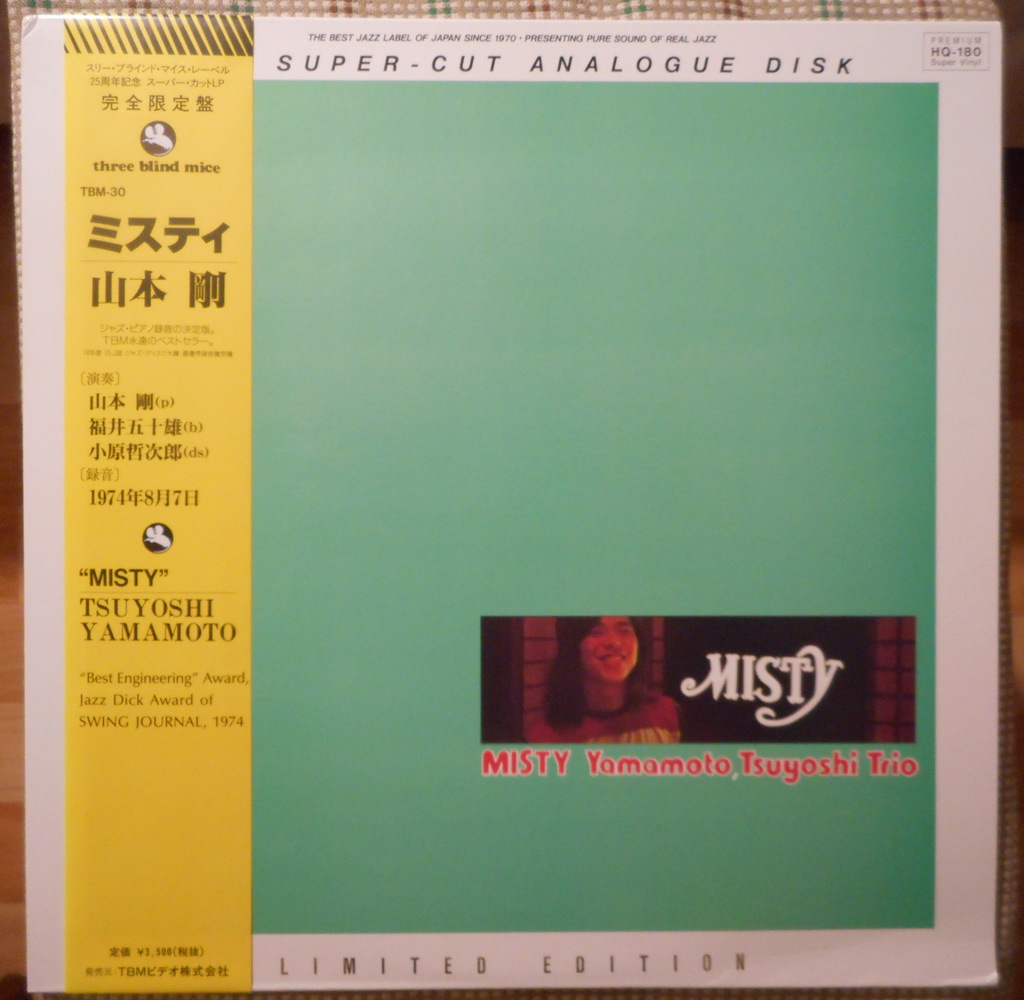 THE BEST JAZZ LABEL OF JAPAN SINCE 1970・PRESENTING PURE SOUND OF REAL JAZZ
SUPER-CUT ANALOGUE DISK
PREMIUM
HQ-180
Super Vinyl
スリー・ブラインド・マイス・レーベル
25周年記念 スーパー・カットLP
完全限定盤
three blind mice
TBM-30
ミスティ
山本 剛
ジャズ・ピアノ録音の決定版。
TBM永遠のベストセラー。
〔演奏〕
山本 剛(p)
福井五十雄(b)
小原哲次郎(ds)
〔録音〕
1974年8月7日
“MISTY”
TSUYOSHI
YAMAMOTO
“Best Engineering” Award,
Jazz Dick Award of
SWING JOURNAL, 1974
定価 ¥3,500(税抜)
発売元:TBMビデオ株式会社
MISTY
MISTY Yamamoto,Tsuyoshi Trio
LIMITED EDITION